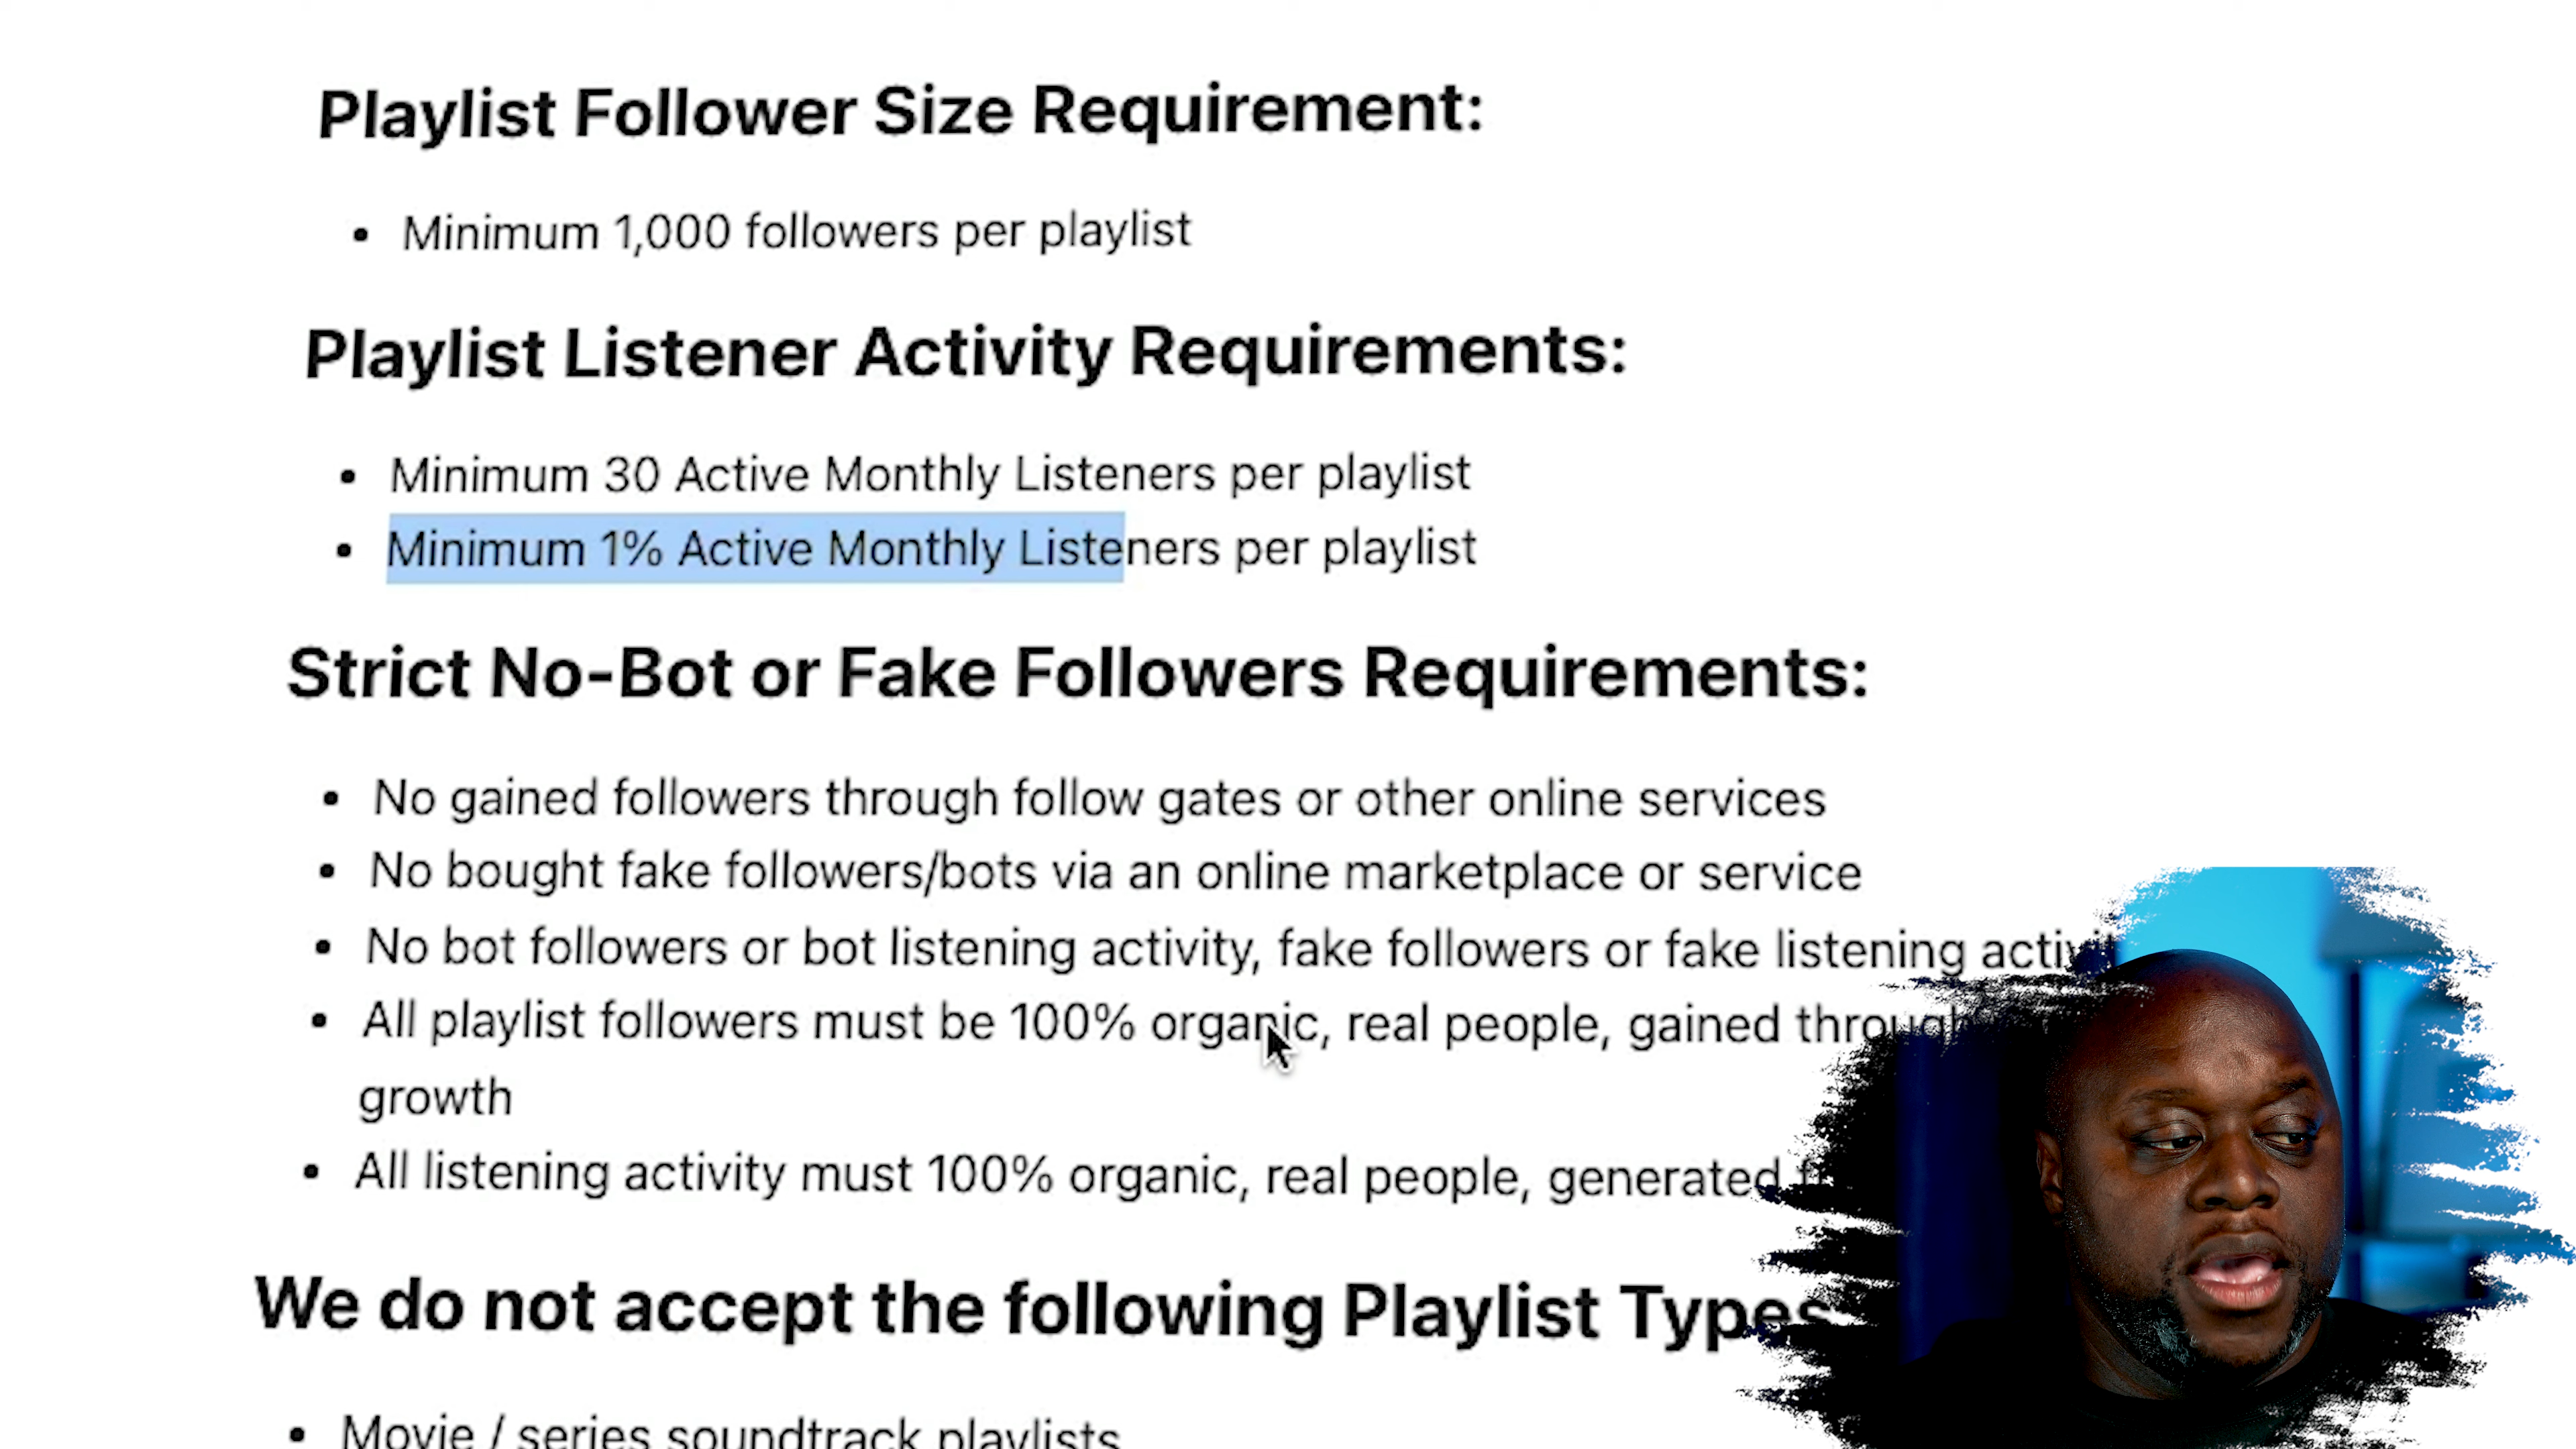 Playlist Follower Size Requirement:
• Minimum 1,000 followers per playlist
Playlist Listener Activity Requirements:
• Minimum 30 Active Monthly Listeners per playlist
• Minimum 1% Active Monthly Listeners per playlist
Strict No-Bot or Fake Followers Requirements:
• No gained followers through follow gates or other online services
• No bought fake followers/bots via an online marketplace or service
• No bot followers or bot listening activity, fake followers or fake listening
• All playlist followers must be 100% organic, real people, gained through
growth
• All listening activity must 100% organic, real people, generated
We do not accept the following Playlist Types
• Movie / series soundtrack playlists